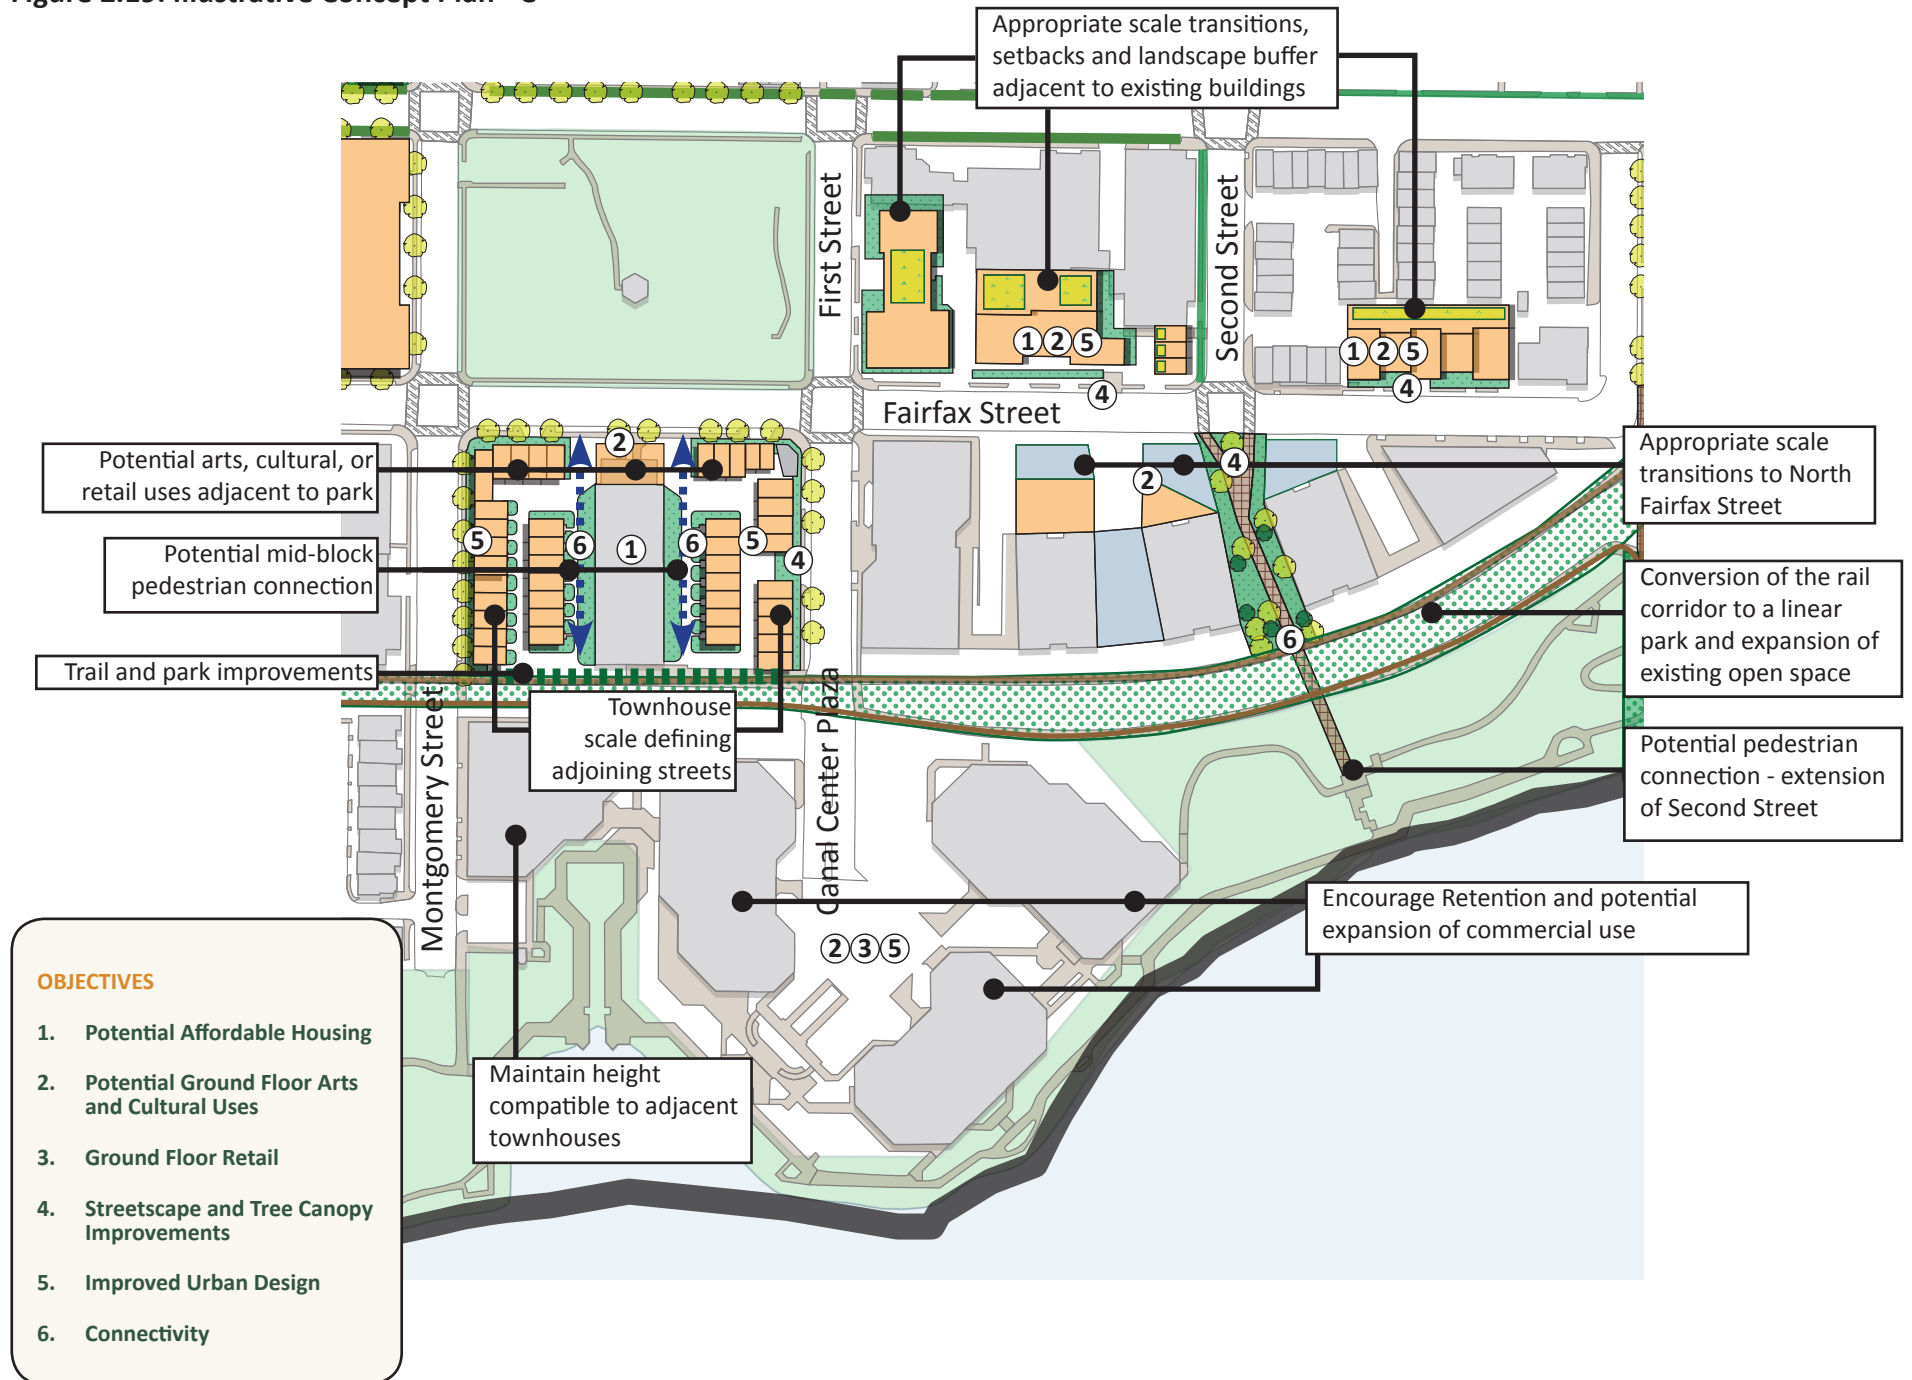 Appropriate scale transitions,
setbacks and landscape buffer
adjacent to existing buildings
First Street
Second Street
1 2 5
4
1 2 5
4
Fairfax Street
Potential arts, cultural, or
retail uses adjacent to park
2
Appropriate scale
transitions to North
Fairfax Street
4
2
Potential mid-block
pedestrian connection
5
6
1
6
5
4
Conversion of the rail
corridor to a linear
park and expansion of
existing open space
6
Trail and park improvements
Townhouse
scale defining
adjoining streets
Montgomery Street
Canal Center Plaza
Potential pedestrian
connection - extension
of Second Street
Encourage Retention and potential
expansion of commercial use
2 3 5
Maintain height
compatible to adjacent
townhouses
OBJECTIVES
1. Potential Affordable Housing
2. Potential Ground Floor Arts
and Cultural Uses
3. Ground Floor Retail
4. Streetscape and Tree Canopy
Improvements
5. Improved Urban Design
6. Connectivity